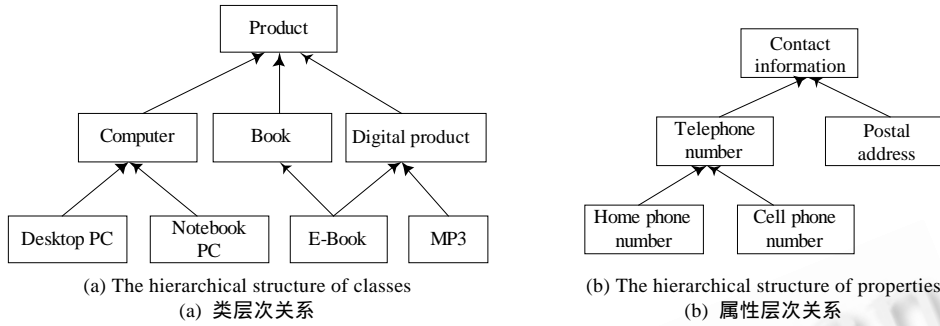 Product
Computer
Book
Digital product
Desktop PC
Notebook
PC
E-Book
MP3
(a) The hierarchical structure of classes
(a) 类层次关系
Contact
information
Telephone
number
Postal
address
Home phone
number
Cell phone
number
(b) The hierarchical structure of properties
(b) 属性层次关系